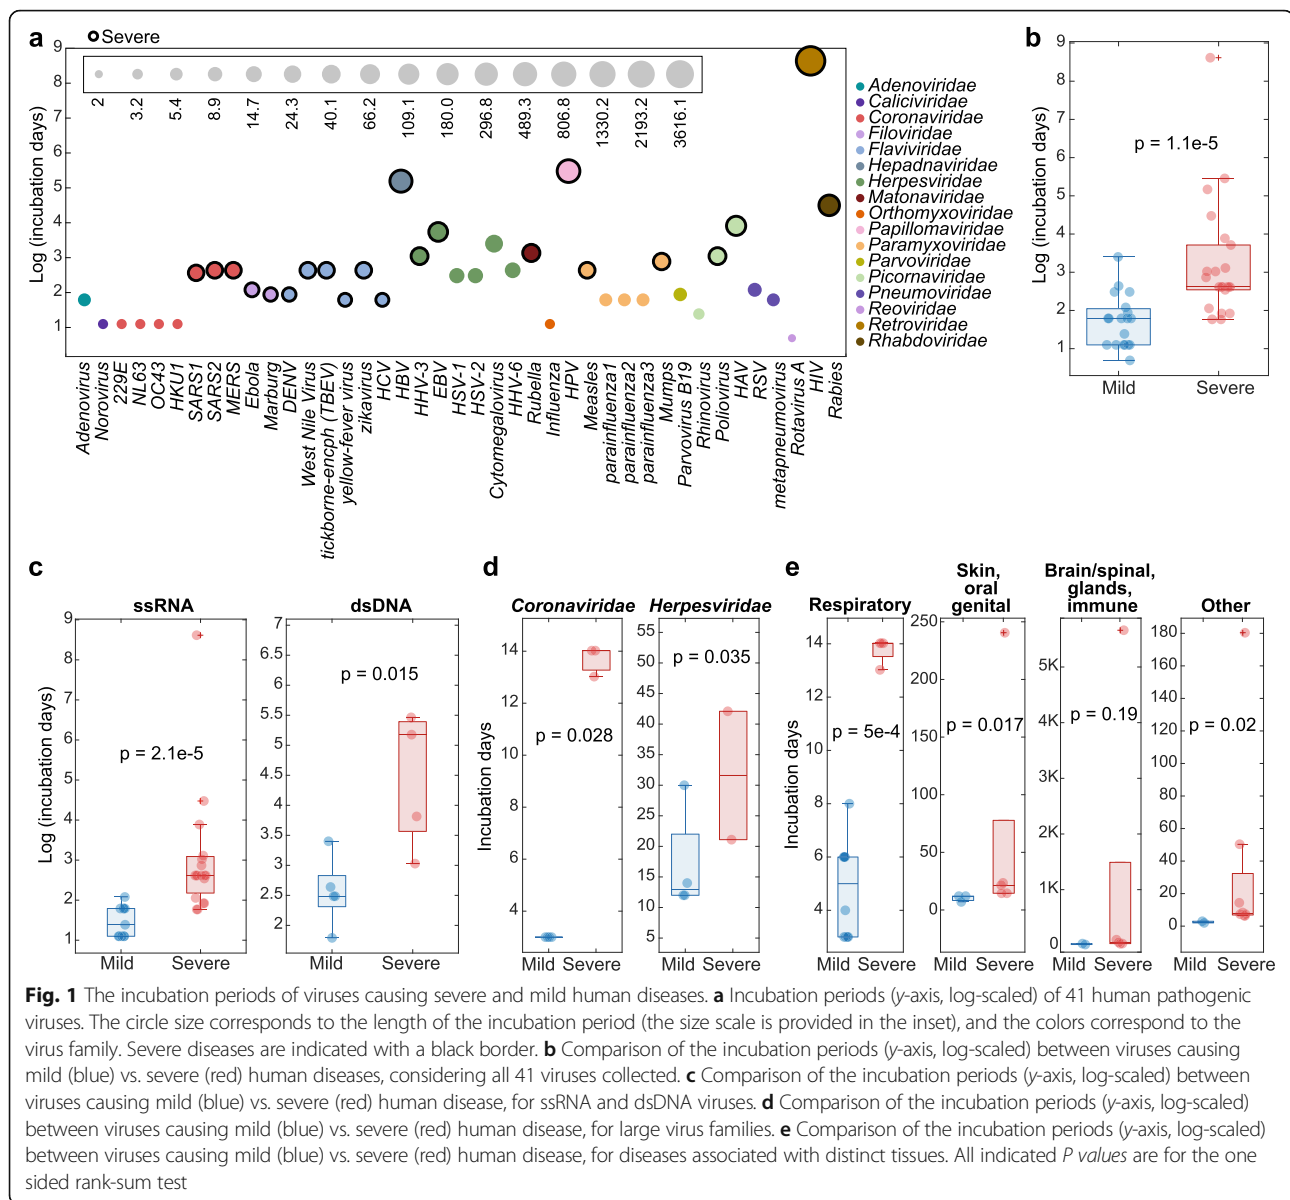 a
Severe
9
8
7
6
5
4
3
2
1
Log (incubation days)
2
3.2
5.4
8.9
14.7
24.3
40.1
66.2
109.1
180.0
296.8
489.3
806.8
1330.2
2193.2
3616.1
Adenovirus
Norovirus
229E
NL63
OC43
HKU1
SARS1
SARS2
MERS
Ebola
Marburg
DENV
West Nile Virus
tickborne-encph (TBEV)
yellow-fever virus
zikavirus
HCV
HBV
HHV-3
EBV
HSV-1
HSV-2
Cytomegalovirus
HHV-6
Rubella
Influenza
HPV
Measles
parainfluenza1
parainfluenza2
parainfluenza3
Mumps
Parvovirus B19
Rhinovirus
Poliovirus
HAV
RSV
metapneumovirus
Rotavirus A
HIV
Rabies
Adenoviridae
Caliciviridae
Coronaviridae
Filoviridae
Flaviviridae
Hepadnaviridae
Herpesviridae
Matonaviridae
Orthomyxoviridae
Papillomaviridae
Paramyxoviridae
Parvoviridae
Picornaviridae
Pneumoviridae
Reoviridae
Retroviridae
Rhabdoviridae
b
9
8
7
6
5
4
3
2
1
Log (incubation days)
p = 1.1e-5
Mild Severe
c
ssRNA
9
8
7
6
5
4
3
2
1
Log (incubation days)
p = 2.1e-5
Mild Severe
dsDNA
7
6.5
6
5.5
5
4.5
4
3.5
3
2.5
2
p = 0.015
Mild Severe
d
Coronaviridae
14
12
10
8
6
4
Incubation days
p = 0.028
Mild Severe
Herpesviridae
55
50
45
40
35
30
25
20
15
10
5
p = 0.035
Mild Severe
e
Respiratory
14
12
10
8
6
4
Incubation days
p = 5e-4
Mild Severe
Skin,
oral
genital
250
200
150
100
50
0
p = 0.017
Mild Severe
Brain/spinal,
glands,
immune
5K
4K
3K
2K
1K
0
p = 0.19
Mild Severe
Other
180
160
140
120
100
80
60
40
20
0
p = 0.02
Mild Severe
Fig. 1 The incubation periods of viruses causing severe and mild human diseases. a Incubation periods (y-axis, log-scaled) of 41 human pathogenic
viruses. The circle size corresponds to the length of the incubation period (the size scale is provided in the inset), and the colors correspond to the
virus family. Severe diseases are indicated with a black border. b Comparison of the incubation periods (y-axis, log-scaled) between viruses causing
mild (blue) vs. severe (red) human diseases, considering all 41 viruses collected. c Comparison of the incubation periods (y-axis, log-scaled) between
viruses causing mild (blue) vs. severe (red) human disease, for ssRNA and dsDNA viruses. d Comparison of the incubation periods (y-axis, log-scaled)
between viruses causing mild (blue) vs. severe (red) human disease, for large virus families. e Comparison of the incubation periods (y-axis, log-scaled)
between viruses causing mild (blue) vs. severe (red) human disease, for diseases associated with distinct tissues. All indicated P values are for the one
sided rank-sum test